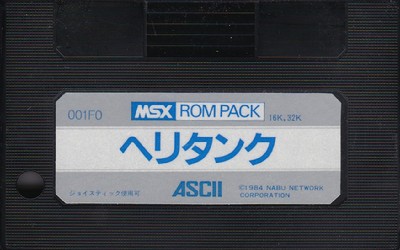 001F0 MSX ROM PACK 16K, 32K
ヘリタンク
ジョイスティック使用可 ASCII ©1984 NABU NETWORK
CORPORATION